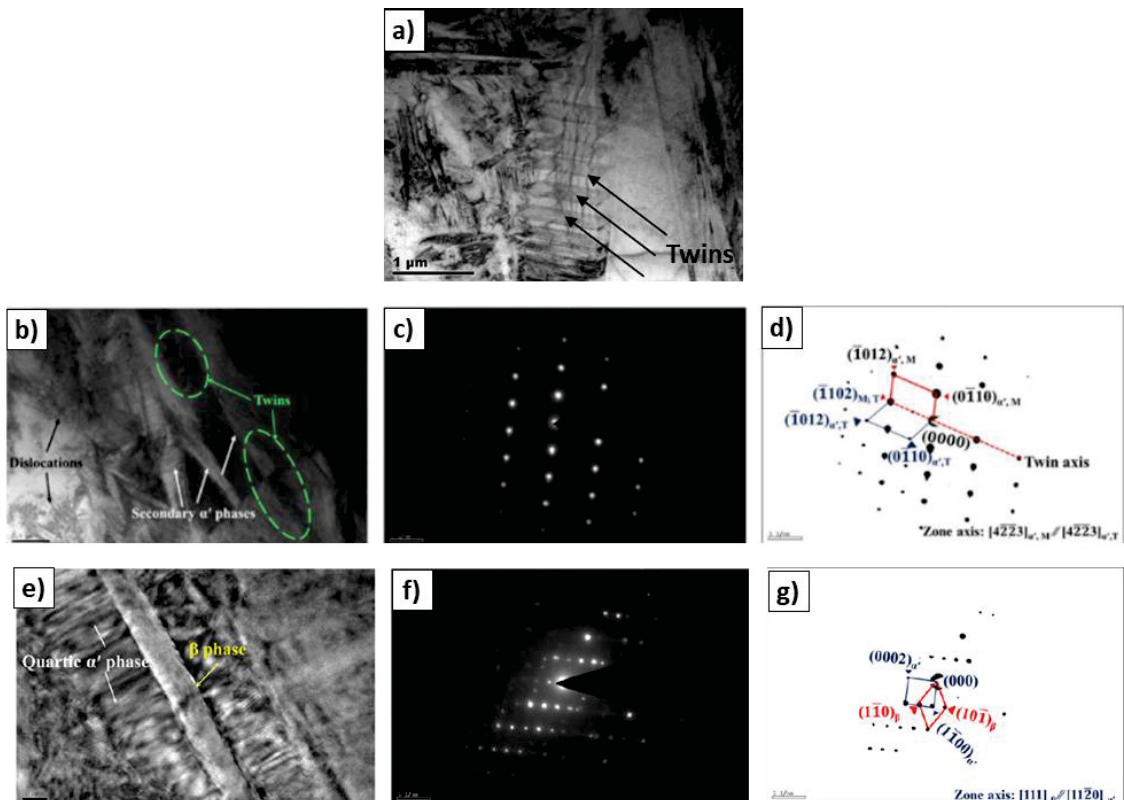 a)
Twins
1 µm
b)
Twins
Dislocations
Secondary α′ phases
c)
d)
(1̄012)α′, M
(1̄102)M, T
(01̄10)α′, M
(1̄012)α′,T
(0000)
(01̄10)α′,T
Twin axis
Zone axis: [42̄2̄3]α′, M // [42̄2̄3]α′,T
e)
β phase
Quartic α′ phase
f)
g)
(0002)α′
(000)
(11̄0)β
(101̄)β
(11̄00)α′
Zone axis: [111]β // [112̄0]α′